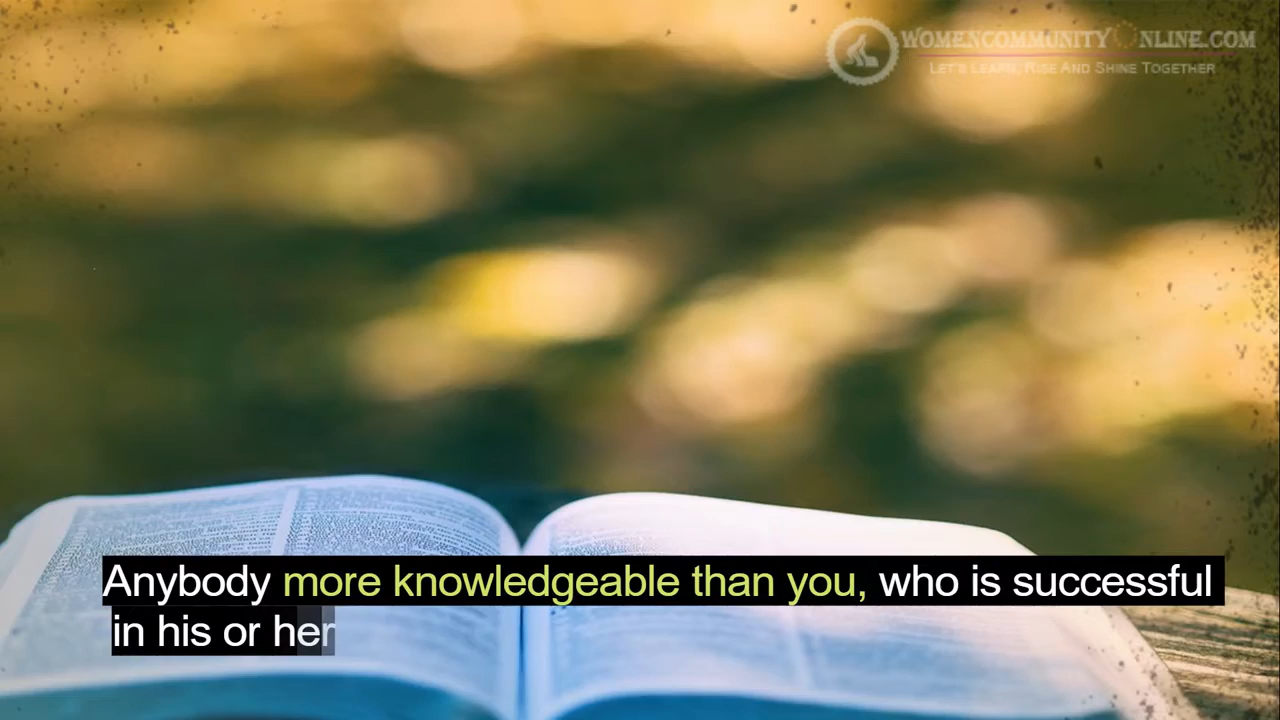 WomenCommunityOnline.com
Let's Learn, Rise And Shine Together
Anybody more knowledgeable than you, who is successful
in his or her